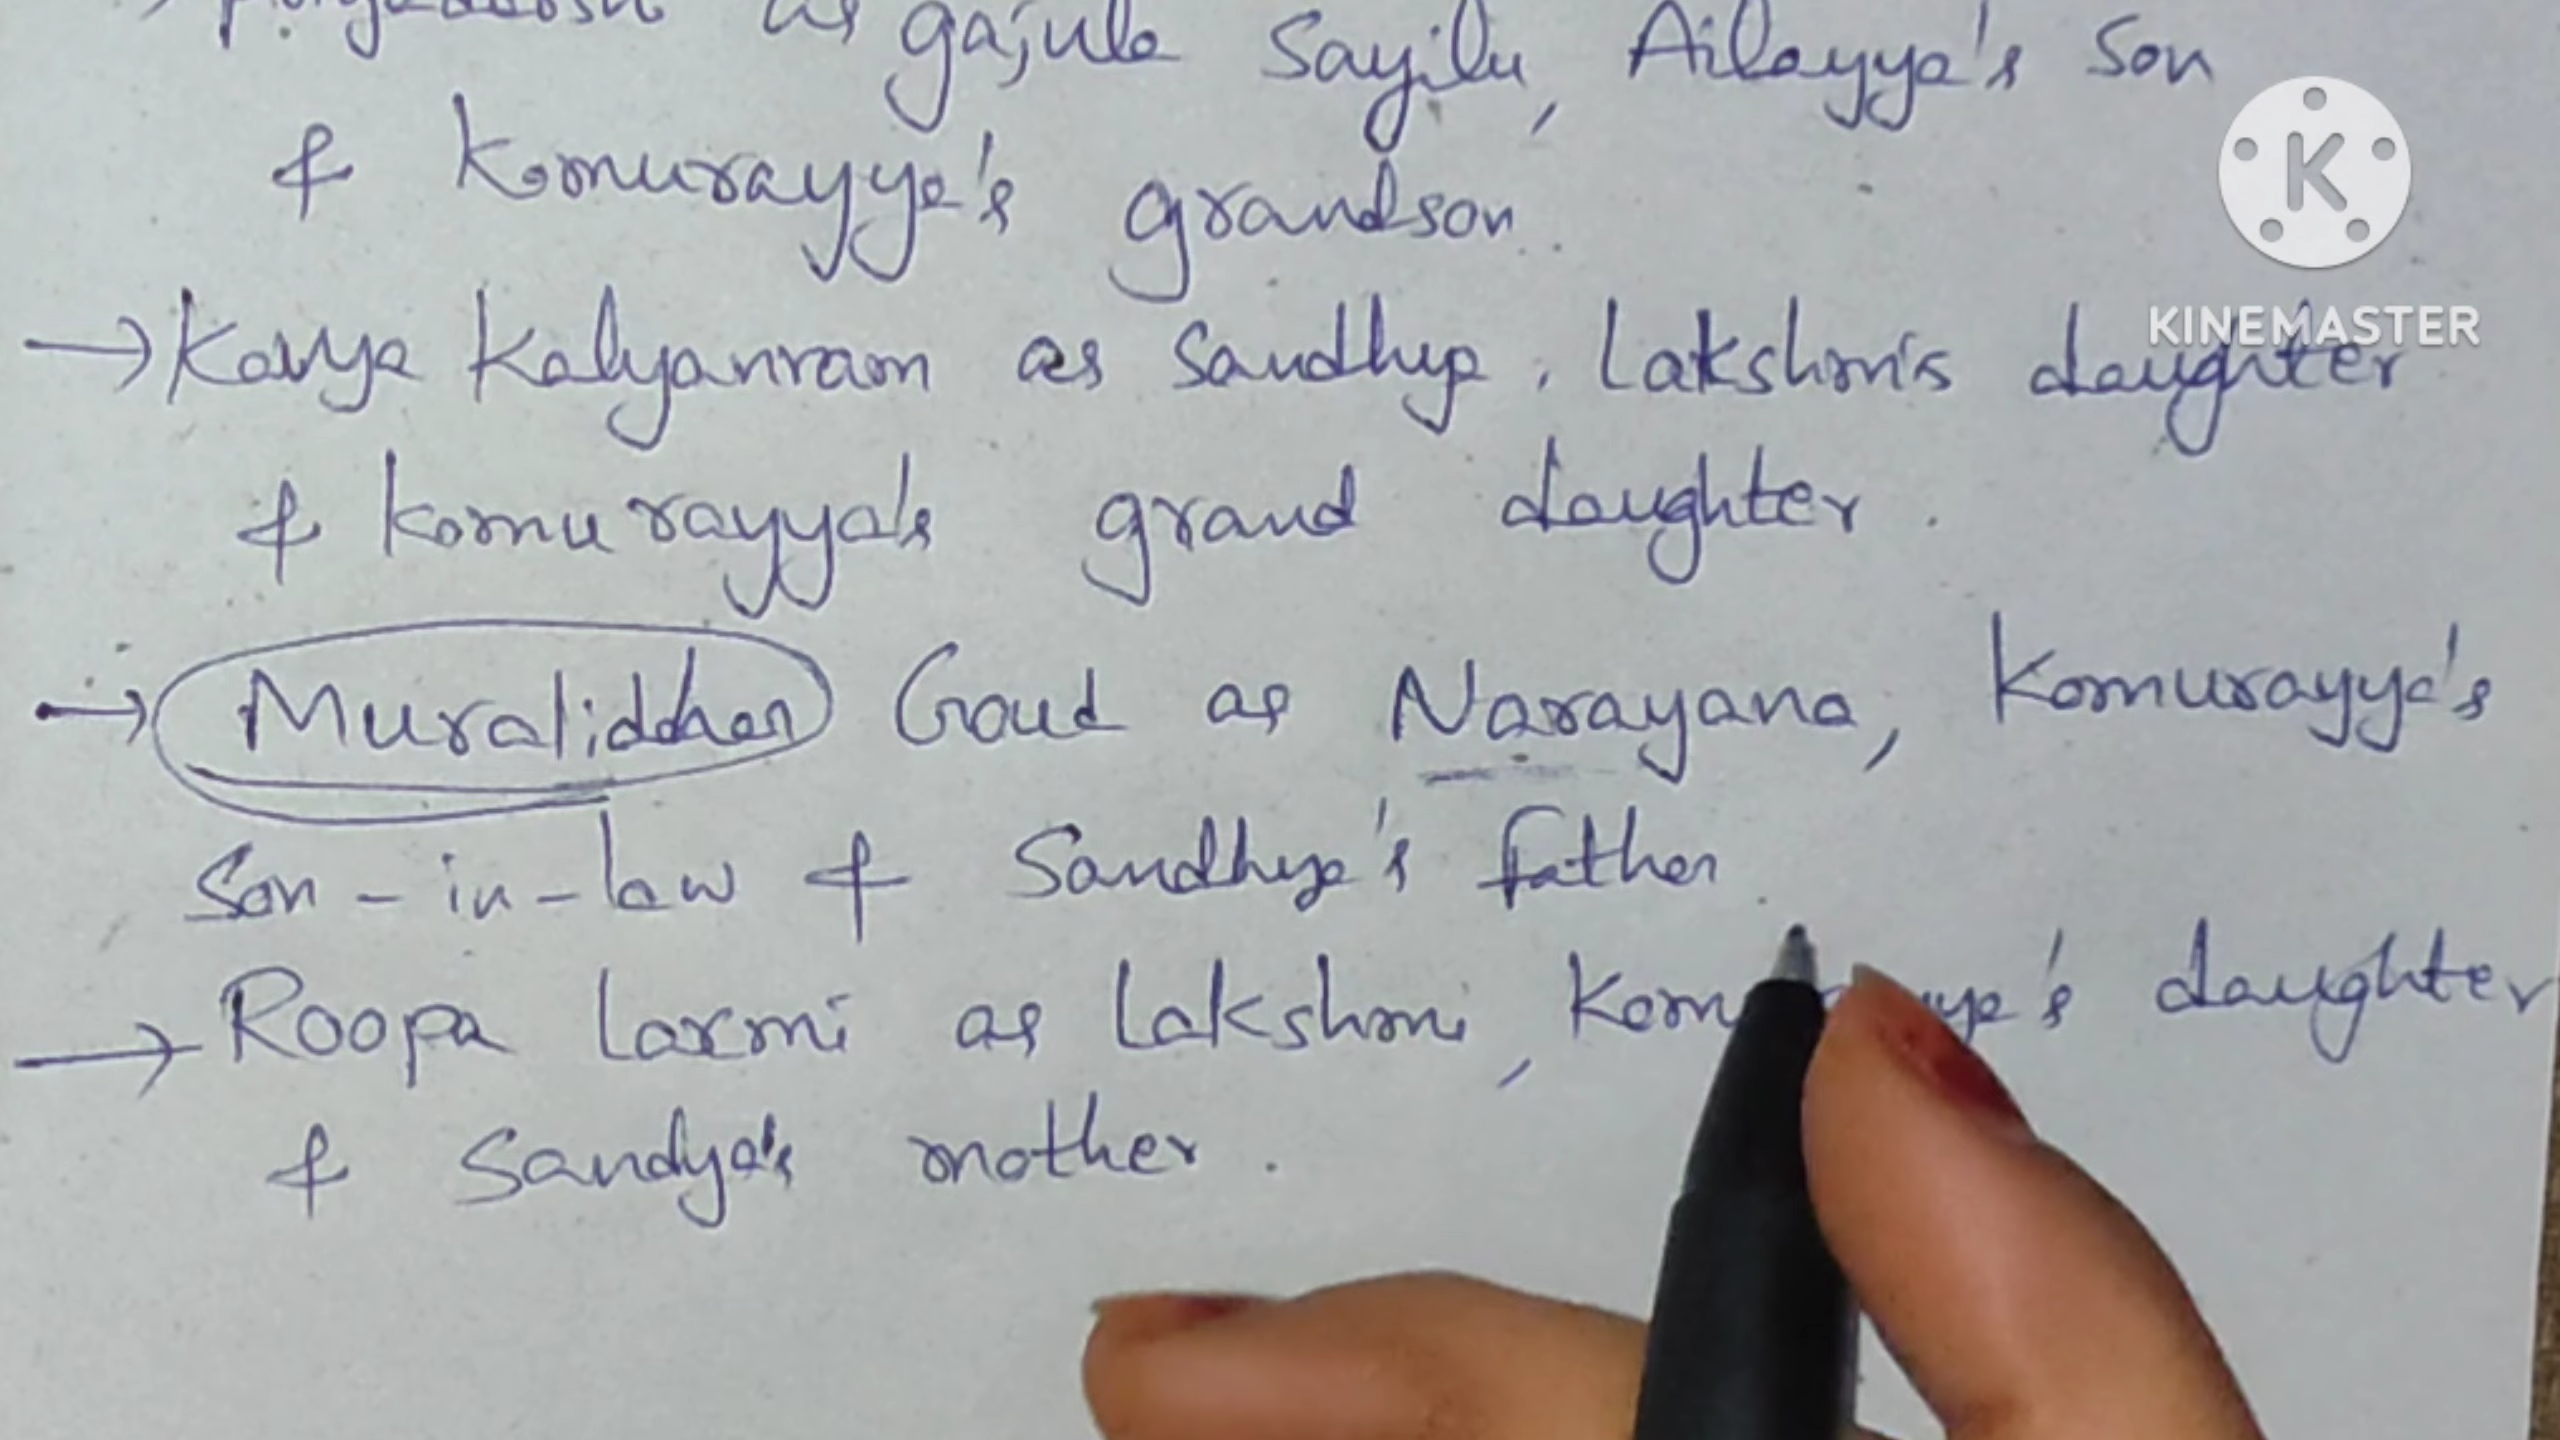 as gajula Sayilu, Ailayya's son
& Komurayya's grandson.
→ Kavya Kalyanram as Sandhya, Lakshmi's daughter
& Komurayya's grand daughter.
→ Muralidhar Goud as Narayana, Komurayya's
Son-in-law & Sandhya's father.
→ Roopa Laxmi as Lakshmi, daughter
& Sandya's mother.
K
KINEMASTER